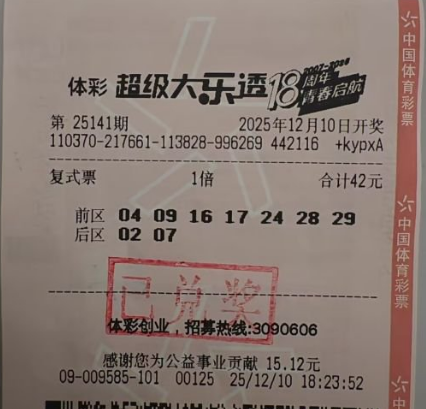 体彩 超级大乐透 18周年 2007-2025 青春启航
第 25141期 2025年12月10日开奖
110370-217661-113828-996269 442116 +kypxA
复式票 1倍 合计42元
前区 04 09 16 17 24 28 29
后区 02 07
已兑奖
体彩创业，招募热线:3090606
感谢您为公益事业贡献 15.12元
09-009585-101 00125 25/12/10 18:23:52
中国体育彩票
中国体育彩票
中国体